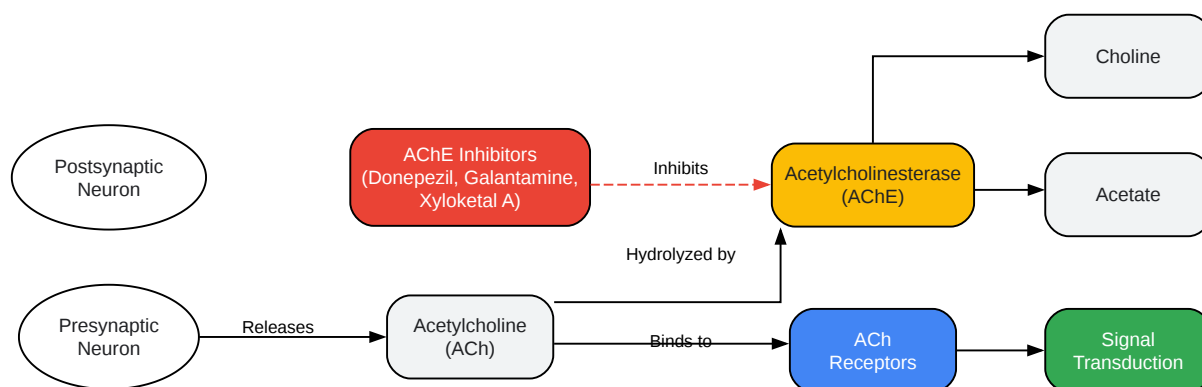 Choline
Postsynaptic
Neuron
AChE Inhibitors
(Donepezil, Galantamine,
Xyloketal A)
Inhibits
Acetylcholinesterase
(AChE)
Acetate
Hydrolyzed by
Presynaptic
Neuron
Releases
Acetylcholine
(ACh)
Binds to
ACh
Receptors
Signal
Transduction